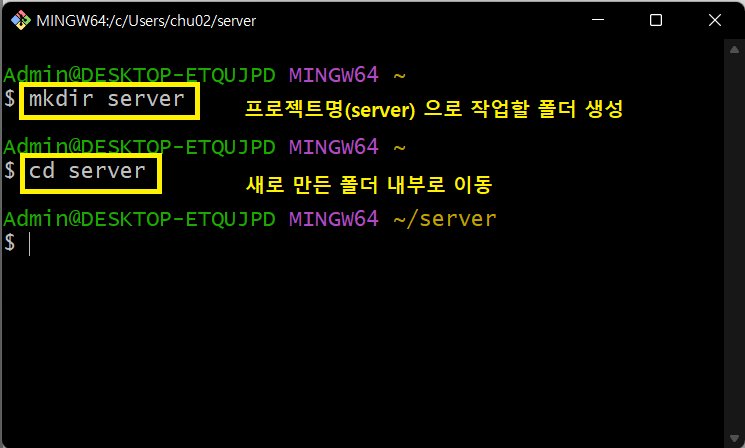 MINGW64:/c/Users/chu02/server
Admin@DESKTOP-ETQUJPD MINGW64 ~
$ mkdir server
프로젝트명(server) 으로 작업할 폴더 생성
Admin@DESKTOP-ETQUJPD MINGW64 ~
$ cd server
새로 만든 폴더 내부로 이동
Admin@DESKTOP-ETQUJPD MINGW64 ~/server
$